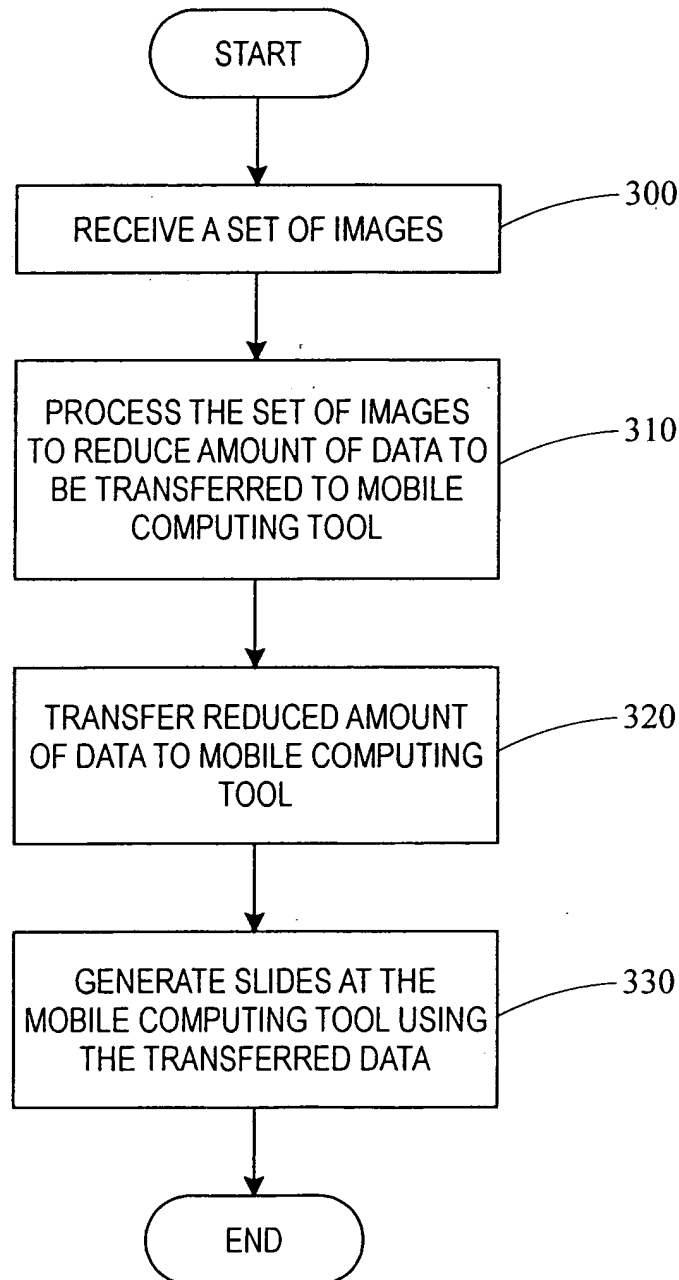 START
RECEIVE A SET OF IMAGES
300
PROCESS THE SET OF IMAGES
TO REDUCE AMOUNT OF DATA TO
BE TRANSFERRED TO MOBILE
COMPUTING TOOL
310
TRANSFER REDUCED AMOUNT
OF DATA TO MOBILE COMPUTING
TOOL
320
GENERATE SLIDES AT THE
MOBILE COMPUTING TOOL USING
THE TRANSFERRED DATA
330
END